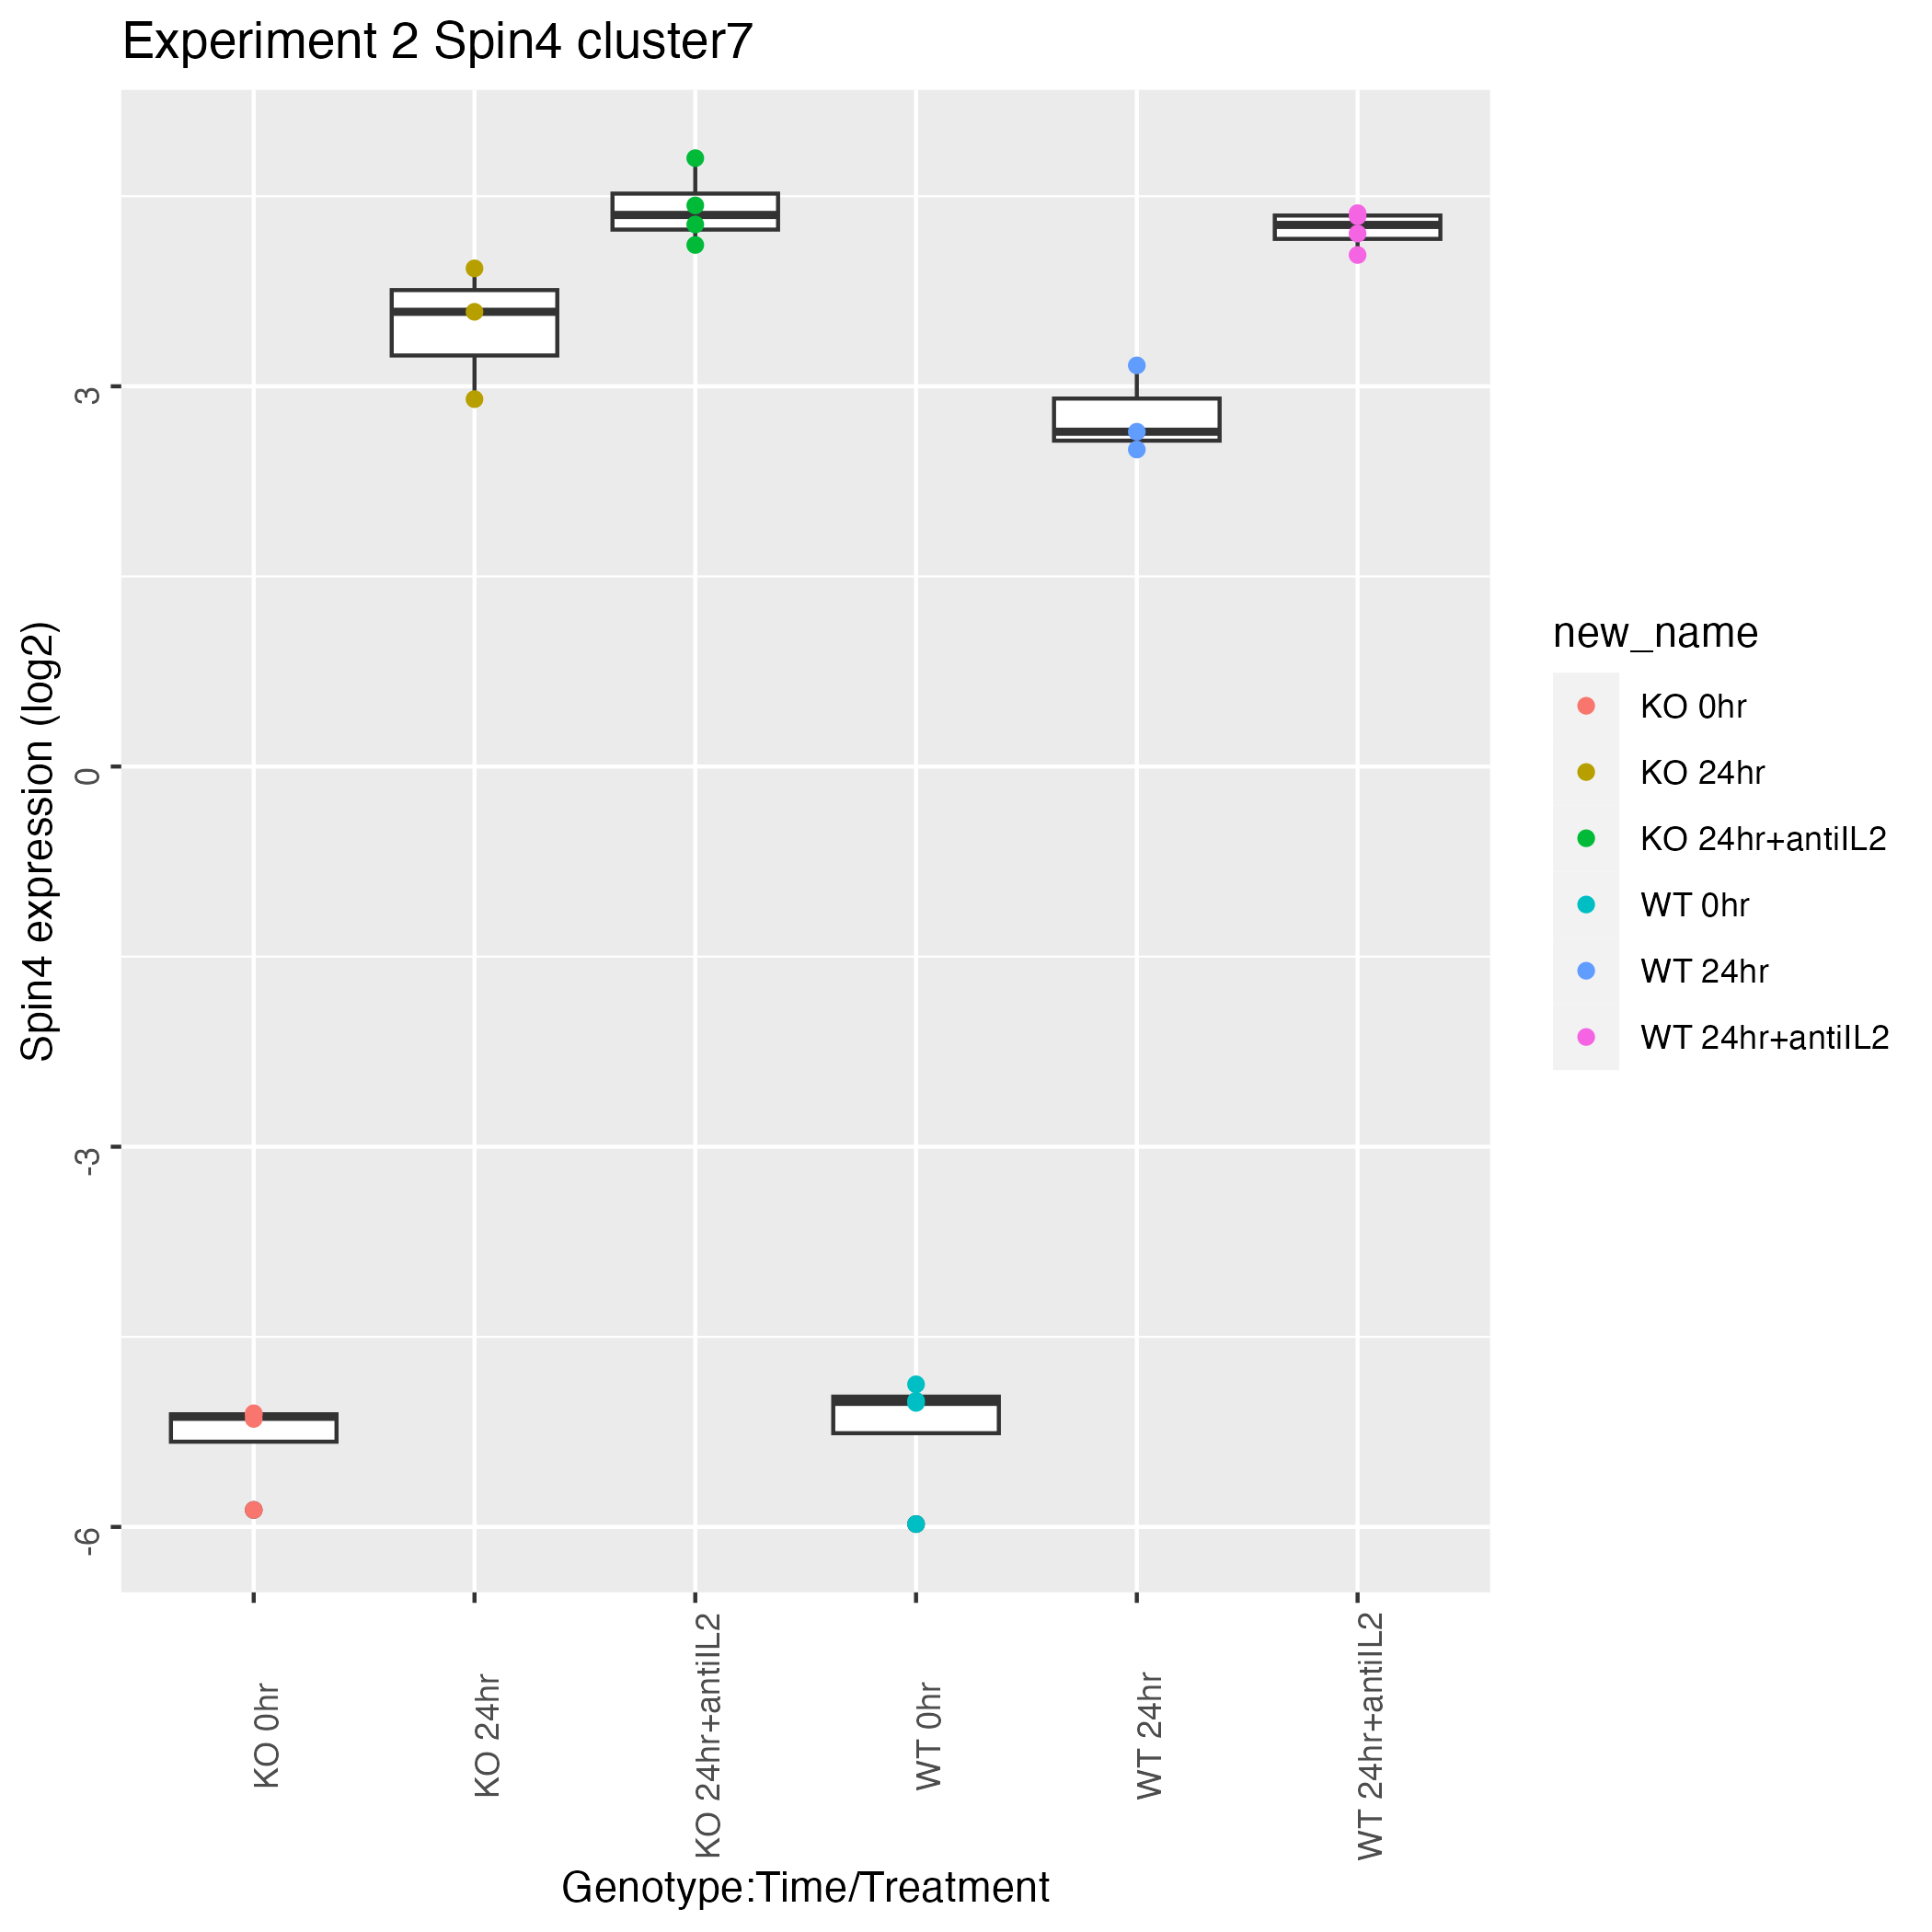 Experiment 2 Spin4 cluster7
Spin4 expression (log2)
3
0
-3
-6
KO 0hr
KO 24hr
KO 24hr+antiIL2
WT 0hr
WT 24hr
WT 24hr+antiIL2
Genotype:Time/Treatment
new_name
KO 0hr
KO 24hr
KO 24hr+antiIL2
WT 0hr
WT 24hr
WT 24hr+antiIL2